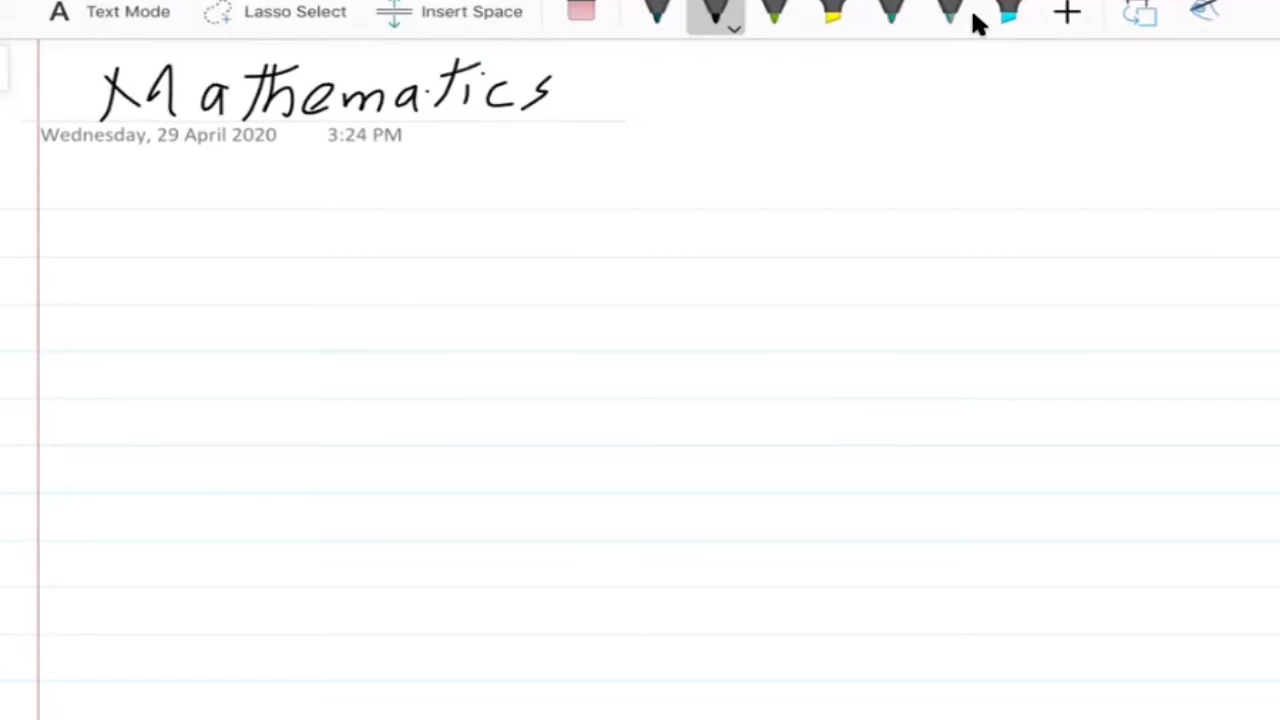 A Text Mode Lasso Select Insert Space
Mathematics
Wednesday, 29 April 2020 3:24 PM